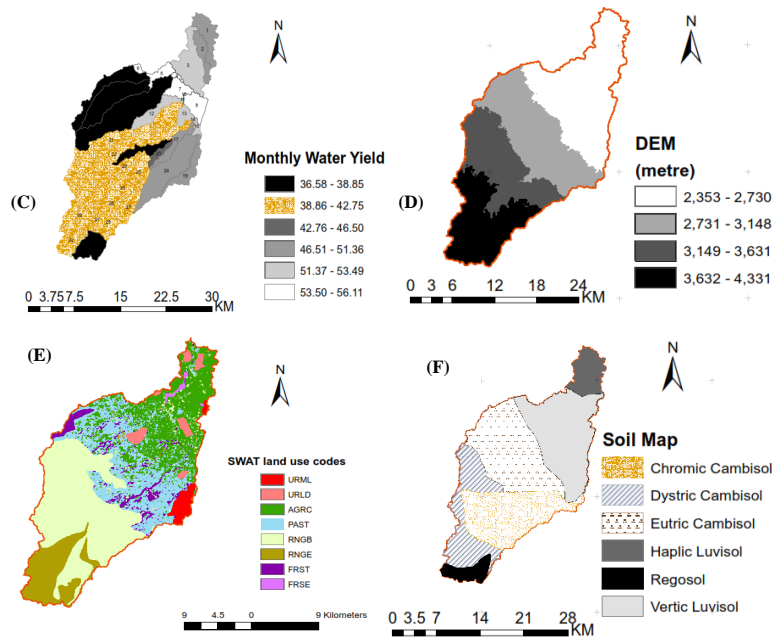 N
(C)
Monthly Water Yield
36.58 - 38.85
38.86 - 42.75
42.76 - 46.50
46.51 - 51.36
51.37 - 53.49
53.50 - 56.11
0 3.75 7.5 15 22.5 30
KM
N
(D)
DEM
(metre)
2,353 - 2,730
2,731 - 3,148
3,149 - 3,631
3,632 - 4,331
0 3 6 12 18 24
KM
(E)
N
SWAT land use codes
URML
URLD
AGRC
PAST
RNGB
RNGE
FRST
FRSE
9 4.5 0 9 Kilometers
(F)
N
Soil Map
Chromic Cambisol
Dystric Cambisol
Eutric Cambisol
Haplic Luvisol
Regosol
Vertic Luvisol
0 3.5 7 14 21 28
KM